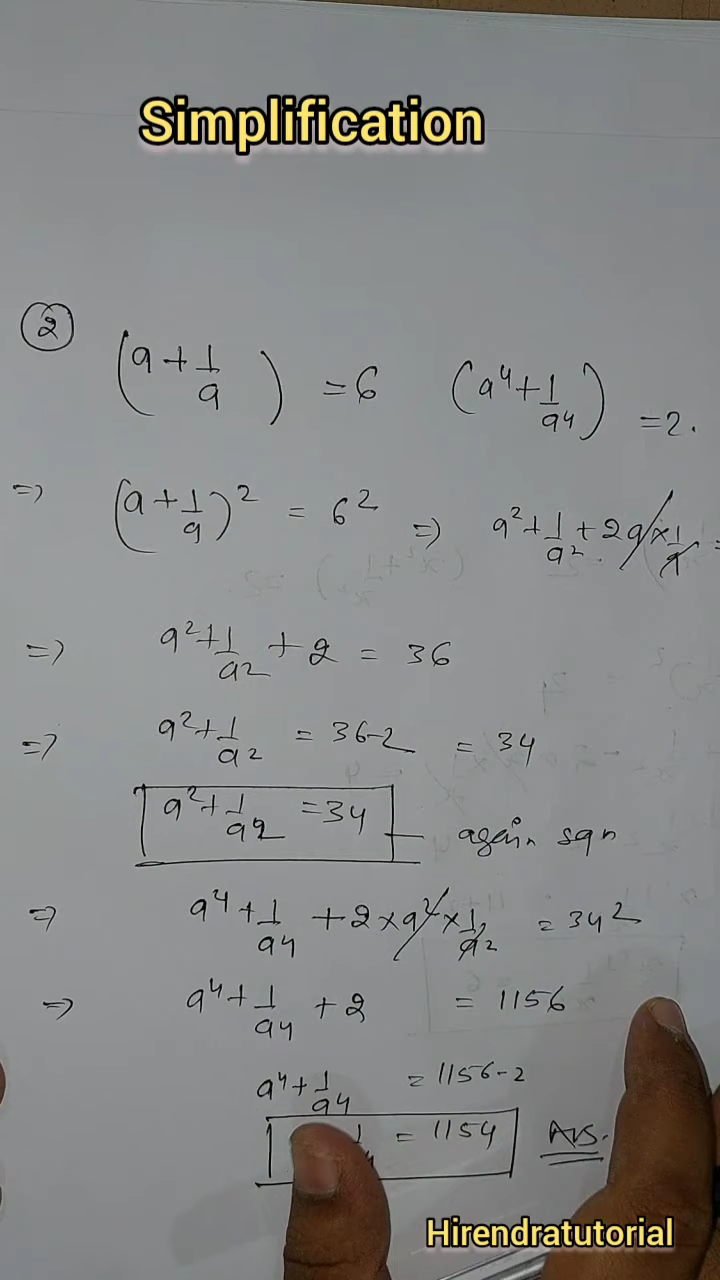 Simplification
②
(a + 1/a) = 6 (a⁴ + 1/a⁴) = 2.
=> (a + 1/a)² = 6² => a² + 1/a² + 2a × 1/a =
=> a² + 1/a² + 2 = 36
=> a² + 1/a² = 36-2 = 34
a² + 1/a2 = 34 — again sqr
=> a⁴ + 1/a4 + 2 × a² × 1/a2 = 34²
=> a⁴ + 1/a4 + 2 = 1156
a⁴ + 1/a4 = 1156-2
= 1154 Ans.
Hirendratutorial